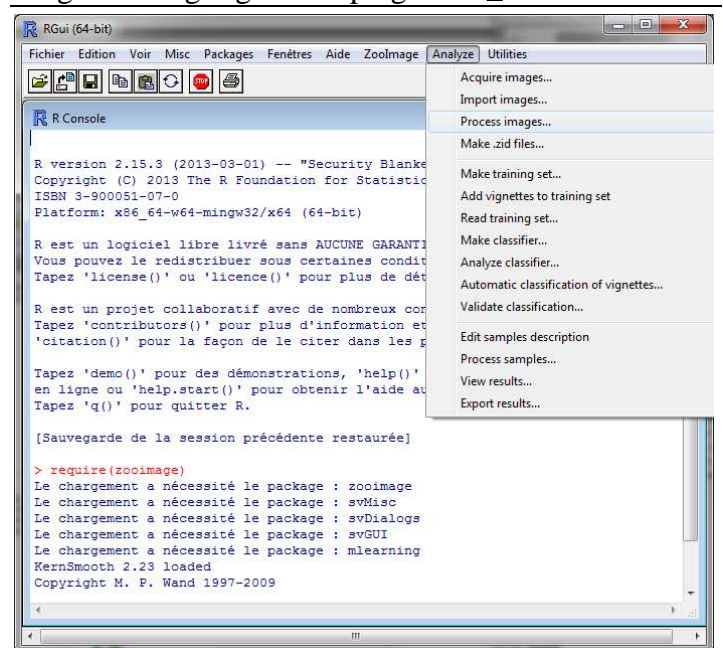 RGui (64-bit)
Fichier Edition Voir Misc Packages Fenêtres Aide ZooImage Analyze Utilities
STOP
R Console
R version 2.15.3 (2013-03-01) -- "Security Blanke
Copyright (C) 2013 The R Foundation for Statistic
ISBN 3-900051-07-0
Platform: x86_64-w64-mingw32/x64 (64-bit)
R est un logiciel libre livré sans AUCUNE GARANTI
Vous pouvez le redistribuer sous certaines condit
Tapez 'license()' ou 'licence()' pour plus de dét
R est un projet collaboratif avec de nombreux con
Tapez 'contributors()' pour plus d'information et
'citation()' pour la façon de le citer dans les p
Tapez 'demo()' pour des démonstrations, 'help()'
en ligne ou 'help.start()' pour obtenir l'aide au
Tapez 'q()' pour quitter R.
[Sauvegarde de la session précédente restaurée]
> require(zooimage)
Le chargement a nécessité le package : zooimage
Le chargement a nécessité le package : svMisc
Le chargement a nécessité le package : svDialogs
Le chargement a nécessité le package : svGUI
Le chargement a nécessité le package : mlearning
KernSmooth 2.23 loaded
Copyright M. P. Wand 1997-2009
Acquire images...
Import images...
Process images...
Make .zid files...
Make training set...
Add vignettes to training set
Read training set...
Make classifier...
Analyze classifier...
Automatic classification of vignettes...
Validate classification...
Edit samples description
Process samples...
View results...
Export results...